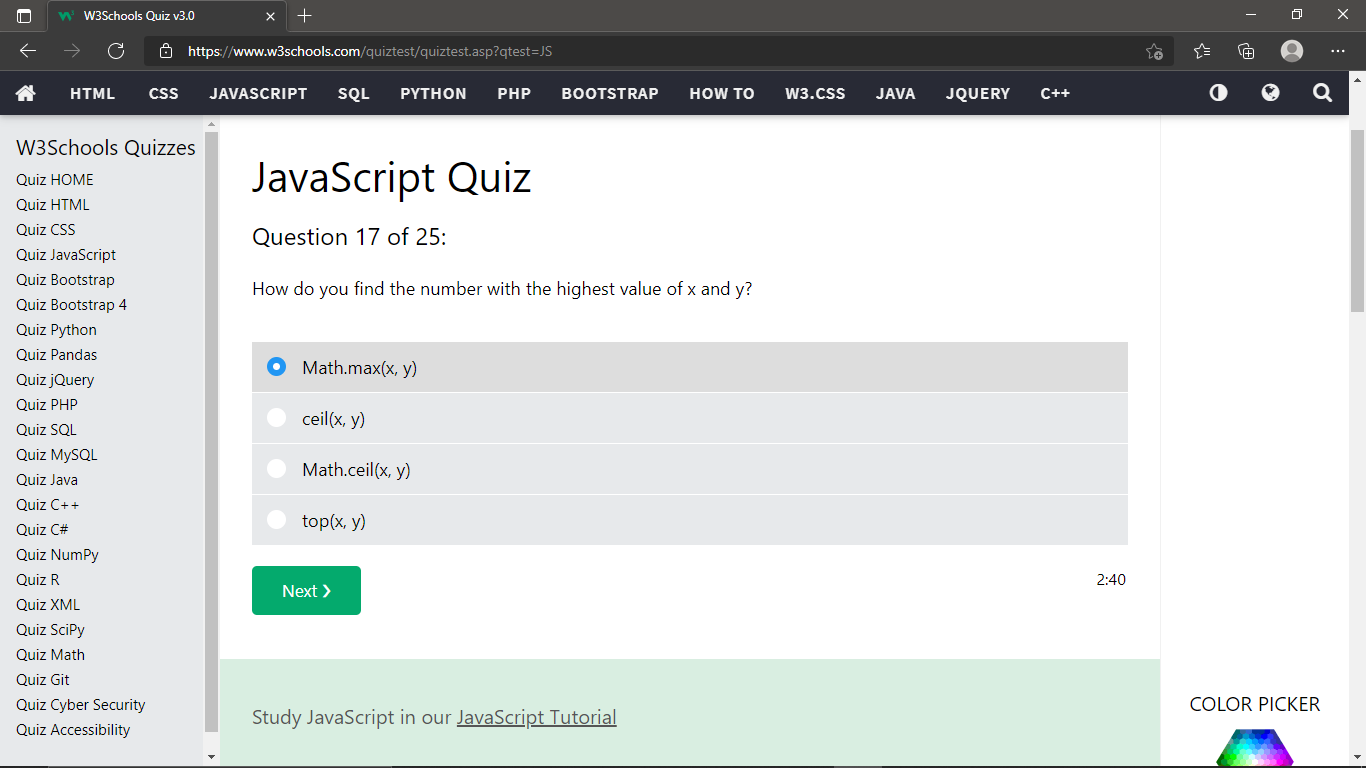 W3Schools Quiz v3.0
https://www.w3schools.com/quiztest/quiztest.asp?qtest=JS
HTML CSS JAVASCRIPT SQL PYTHON PHP BOOTSTRAP HOW TO W3.CSS JAVA JQUERY C++
W3Schools Quizzes
Quiz HOME
Quiz HTML
Quiz CSS
Quiz JavaScript
Quiz Bootstrap
Quiz Bootstrap 4
Quiz Python
Quiz Pandas
Quiz jQuery
Quiz PHP
Quiz SQL
Quiz MySQL
Quiz Java
Quiz C++
Quiz C#
Quiz NumPy
Quiz R
Quiz XML
Quiz SciPy
Quiz Math
Quiz Git
Quiz Cyber Security
Quiz Accessibility
JavaScript Quiz
Question 17 of 25:
How do you find the number with the highest value of x and y?
Math.max(x, y)
ceil(x, y)
Math.ceil(x, y)
top(x, y)
Next ❯
2:40
Study JavaScript in our JavaScript Tutorial
COLOR PICKER